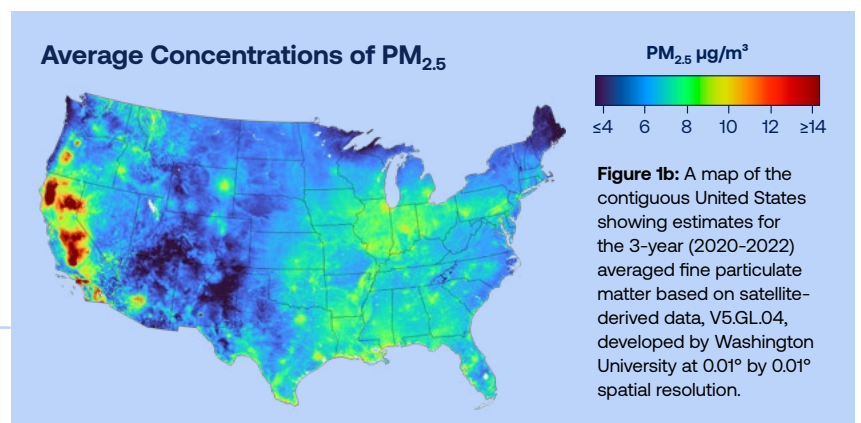 Average Concentrations of PM2.5
PM2.5 µg/m³
≤4 6 8 10 12 ≥14
Figure 1b: A map of the
contiguous United States
showing estimates for
the 3-year (2020-2022)
averaged fine particulate
matter based on satellite-
derived data, V5.GL.04,
developed by Washington
University at 0.01° by 0.01°
spatial resolution.